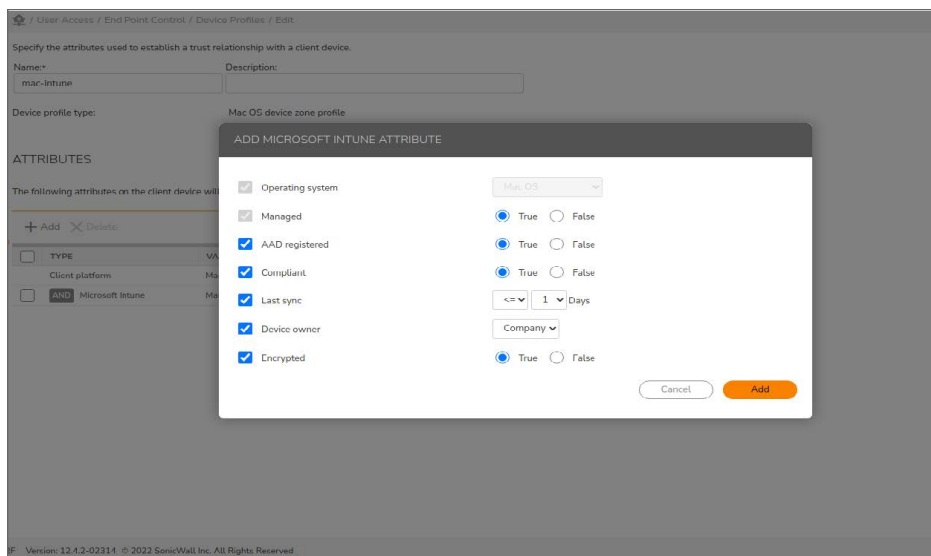 / User Access / End Point Control / Device Profiles / Edit
Specify the attributes used to establish a trust relationship with a client device.
Name:* Description:
mac-intune
Device profile type: Mac OS device zone profile
ADD MICROSOFT INTUNE ATTRIBUTE
ATTRIBUTES
The following attributes on the client device will
Add Delete
TYPE VA
Client platform Ma
AND Microsoft Intune Ma
Operating system Mac OS
Managed True False
AAD registered True False
Compliant True False
Last sync <= 1 Days
Device owner Company
Encrypted True False
Cancel Add
IF Version: 12.4.2-02314 © 2022 SonicWall Inc. All Rights Reserved